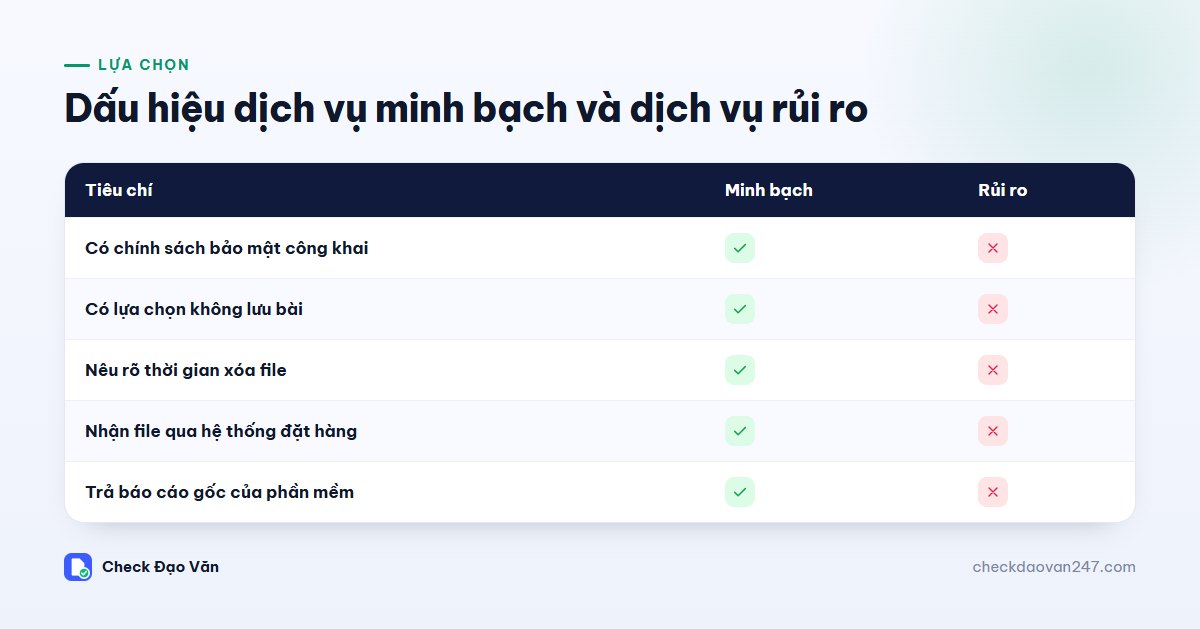 LỰA CHỌN
Dấu hiệu dịch vụ minh bạch và dịch vụ rủi ro
Tiêu chí Minh bạch Rủi ro
Có chính sách bảo mật công khai
Có lựa chọn không lưu bài
Nêu rõ thời gian xóa file
Nhận file qua hệ thống đặt hàng
Trả báo cáo gốc của phần mềm
Check Đạo Văn checkdaovan247.com